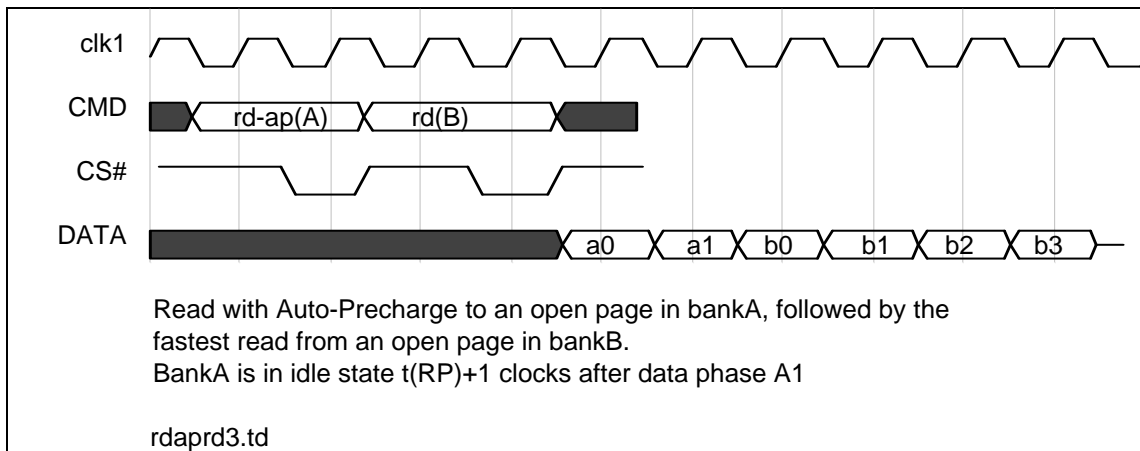 clk1
CMD rd-ap(A) rd(B)
CS#
DATA a0 a1 b0 b1 b2 b3
Read with Auto-Precharge to an open page in bankA, followed by the
fastest read from an open page in bankB.
BankA is in idle state t(RP)+1 clocks after data phase A1
rdaprd3.td